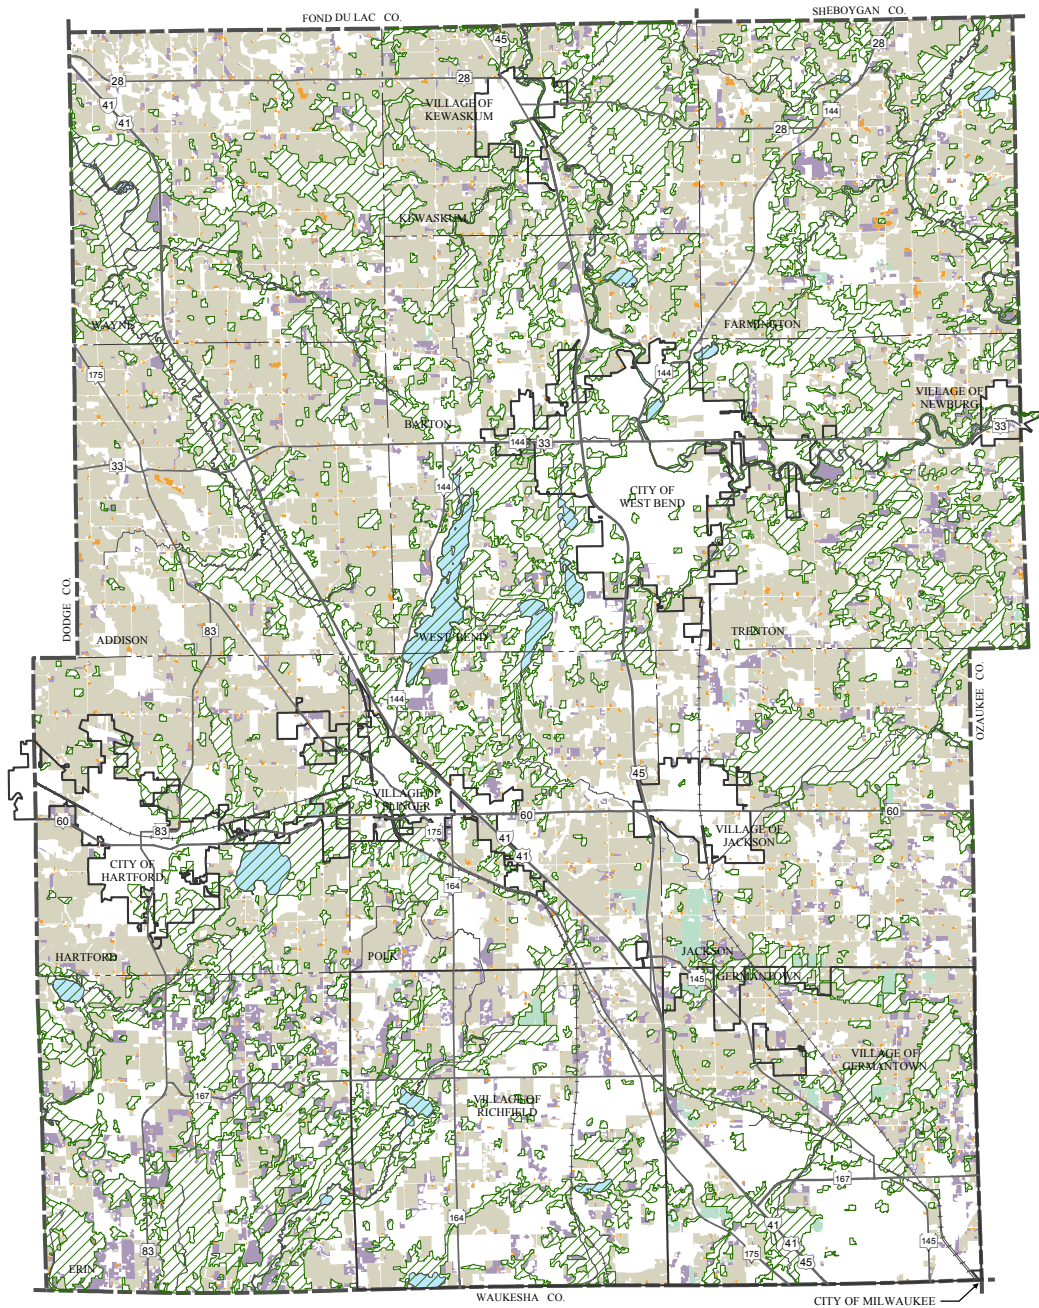 FOND DU LAC CO.
SHEBOYGAN CO.
45
28
28
28
41
41
VILLAGE OF
KEWASKUM
144
28
KEWASKUM
WAYNE
FARMINGTON
175
144
VILLAGE OF
NEWBURG
33
BARTON
144
33
33
144
CITY OF
WEST BEND
DODGE CO.
ADDISON
83
WEST BEND
TRENTON
OZAUKEE CO.
144
45
VILLAGE OF
SLINGER
60
60
60
83
175
41
41
VILLAGE OF
JACKSON
CITY OF
HARTFORD
164
HARTFORD
POLK
JACKSON
145
GERMANTOWN
VILLAGE OF
GERMANTOWN
167
VILLAGE OF
RICHFIELD
167
164
41
41
45
175
145
83
ERIN
WAUKESHA CO.
CITY OF MILWAUKEE